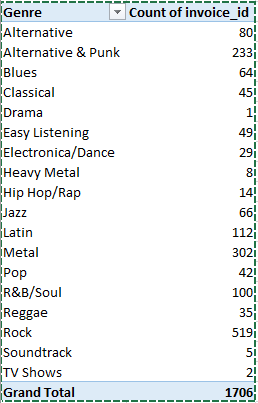 Genre Count of invoice_id
Alternative 80
Alternative & Punk 233
Blues 64
Classical 45
Drama 1
Easy Listening 49
Electronica/Dance 29
Heavy Metal 8
Hip Hop/Rap 14
Jazz 66
Latin 112
Metal 302
Pop 42
R&B/Soul 100
Reggae 35
Rock 519
Soundtrack 5
TV Shows 2
Grand Total 1706